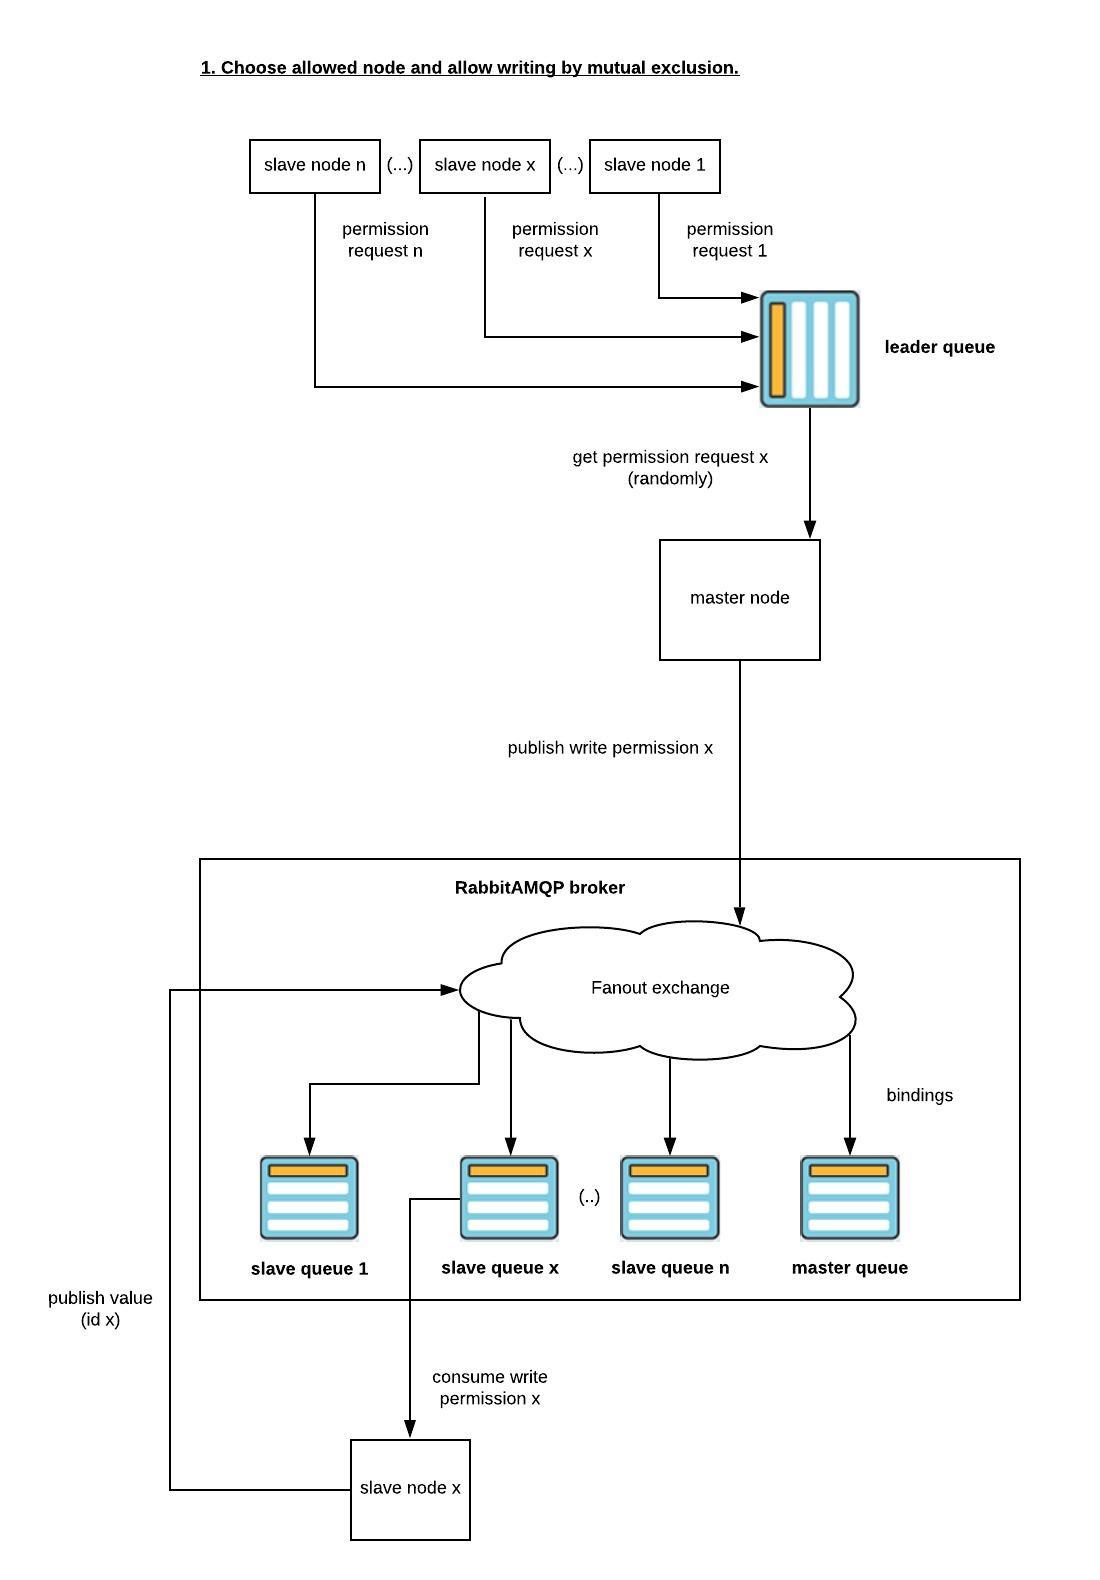 1. Choose allowed node and allow writing by mutual exclusion.
slave node n
(...)
slave node x
(...)
slave node 1
permission
request n
permission
request x
permission
request 1
leader queue
get permission request x
(randomly)
master node
publish write permission x
RabbitAMQP broker
Fanout exchange
bindings
(..)
slave queue 1
slave queue x
slave queue n
master queue
publish value
(id x)
consume write
permission x
slave node x